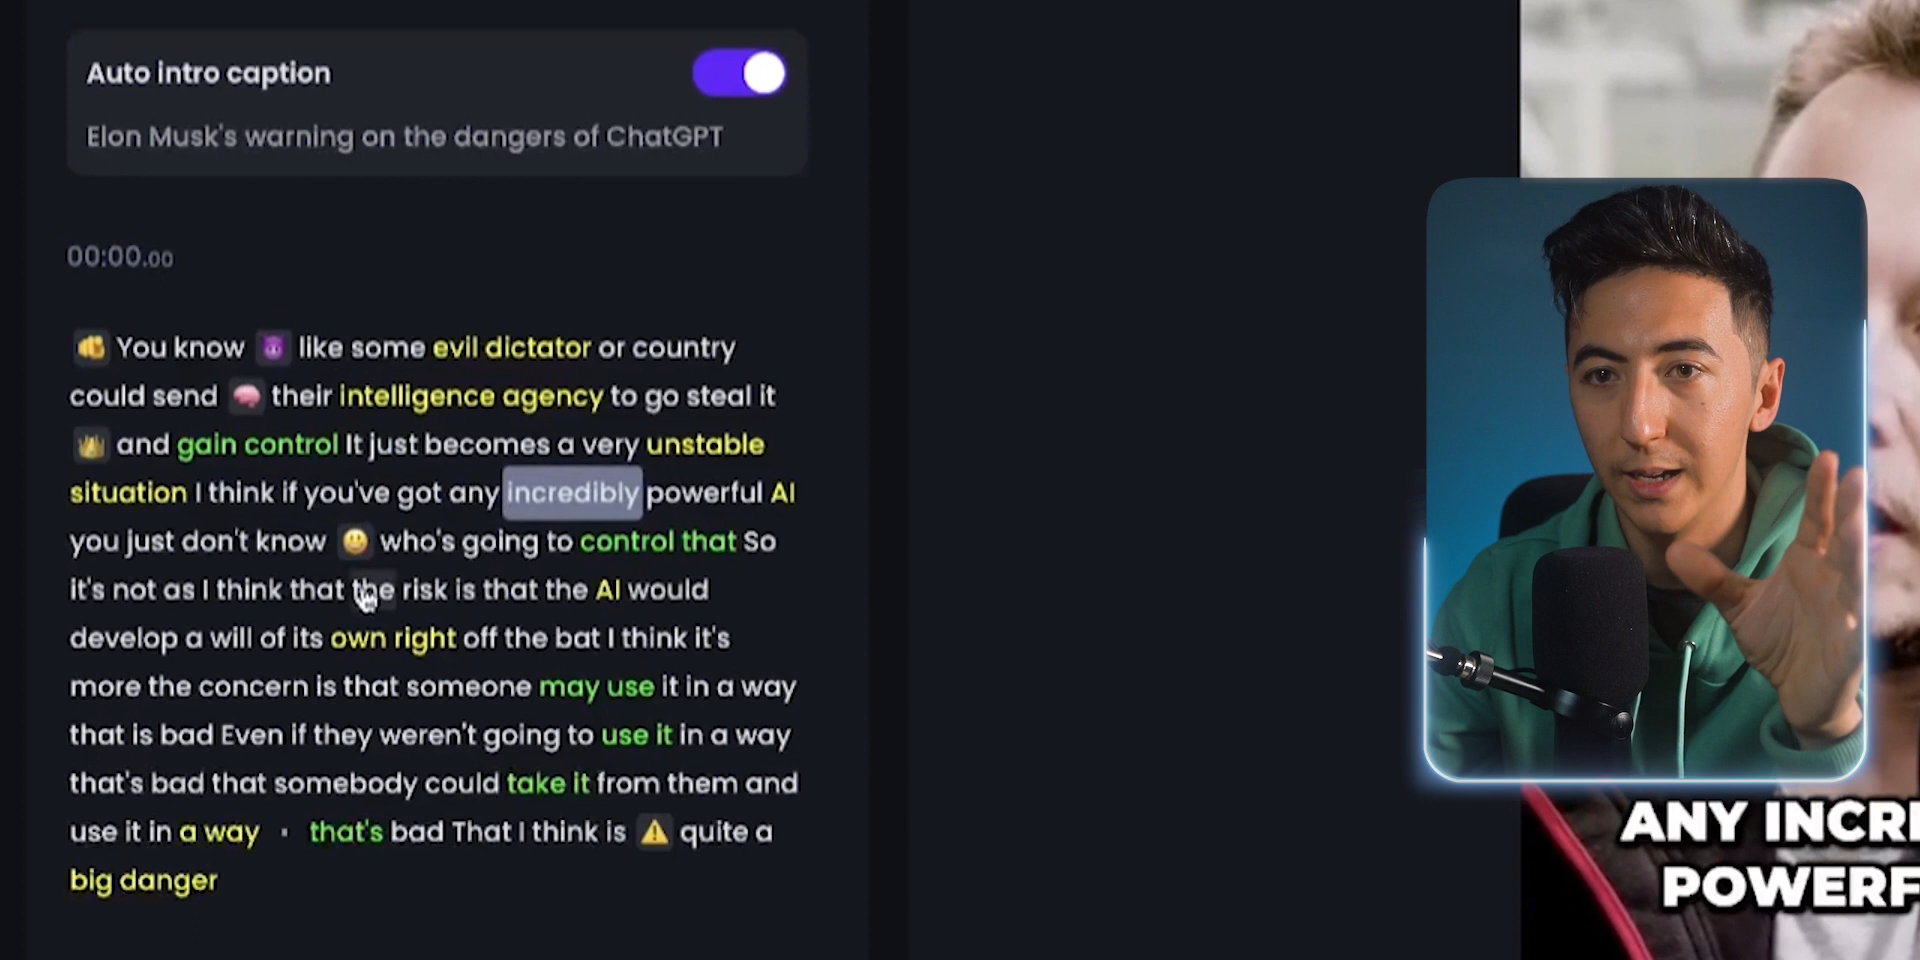 Auto intro caption
Elon Musk's warning on the dangers of ChatGPT
00:00.00
You know like some evil dictator or country
could send their intelligence agency to go steal it
and gain control It just becomes a very unstable
situation I think if you've got any incredibly powerful AI
you just don't know who's going to control that So
it's not as I think that the risk is that the AI would
develop a will of its own right off the bat I think it's
more the concern is that someone may use it in a way
that is bad Even if they weren't going to use it in a way
that's bad that somebody could take it from them and
use it in a way · that's bad That I think is quite a
big danger
ANY INCRE
POWERF